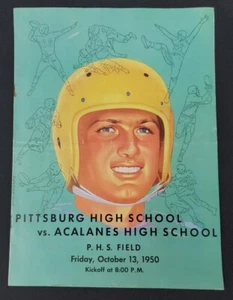 PITTSBURG HIGH SCHOOL
vs. ACALANES HIGH SCHOOL
P. H. S. FIELD
Friday, October 13, 1950
Kickoff at 8:00 P.M.